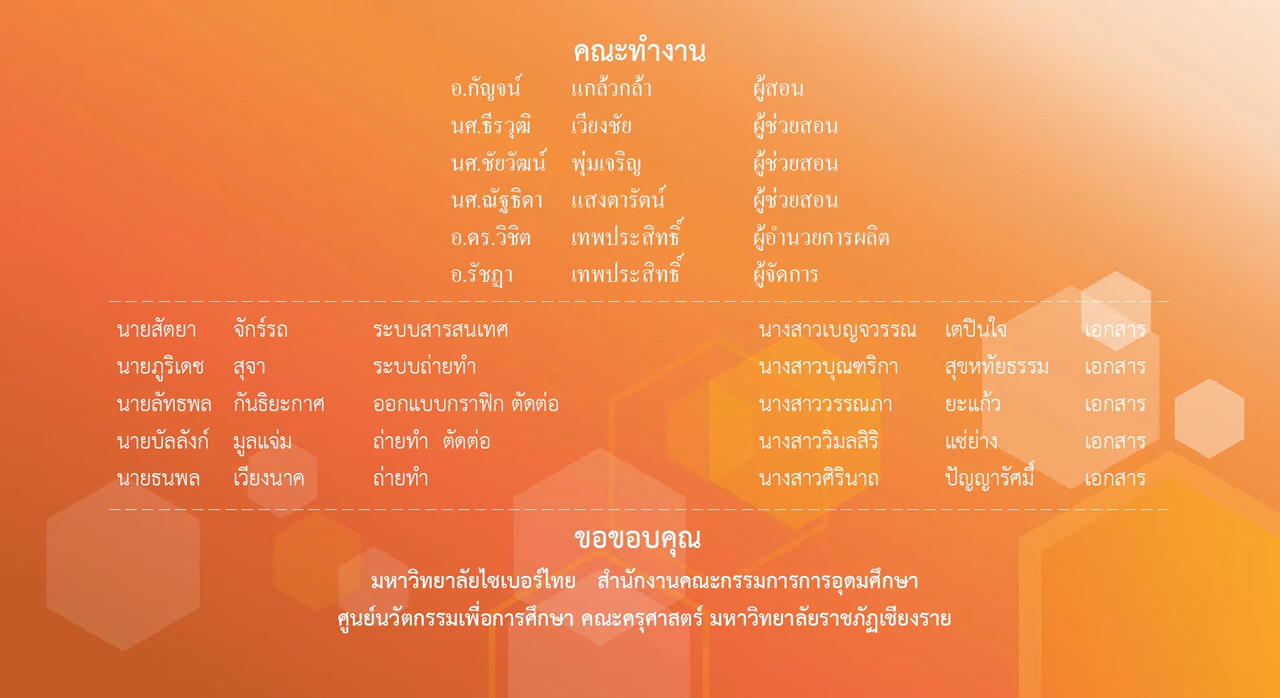 คณะทำงาน
อ.กัญจน์ แกล้วกล้า ผู้สอน
นศ.ธีรวุฒิ เวียงชัย ผู้ช่วยสอน
นศ.ชัยวัฒน์ พุ่มเจริญ ผู้ช่วยสอน
นศ.ณัฐธิดา แสงดารัตน์ ผู้ช่วยสอน
อ.ดร.วิชิต เทพประสิทธิ์ ผู้อำนวยการผลิต
อ.รัชฎา เทพประสิทธิ์ ผู้จัดการ
นายสัตยา จักร์รถ ระบบสารสนเทศ นางสาวเบญจวรรณ เตปินใจ เอกสาร
นายภูริเดช สุจา ระบบถ่ายทำ นางสาวบุณฑริกา สุขหทัยธรรม เอกสาร
นายลัทธพล กันธิยะกาศ ออกแบบกราฟิก ตัดต่อ นางสาววรรณภา ยะแก้ว เอกสาร
นายบัลลังก์ มูลแจ่ม ถ่ายทำ ตัดต่อ นางสาววิมลสิริ แซ่ย่าง เอกสาร
นายธนพล เวียงนาค ถ่ายทำ นางสาวศิรินาถ ปัญญารัศมิ์ เอกสาร
ขอขอบคุณ
มหาวิทยาลัยไซเบอร์ไทย สำนักงานคณะกรรมการการอุดมศึกษา
ศูนย์นวัตกรรมเพื่อการศึกษา คณะครุศาสตร์ มหาวิทยาลัยราชภัฏเชียงราย